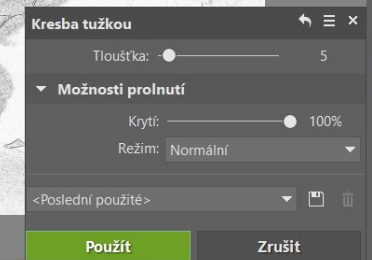 Kresba tužkou
Tloušťka: 5
Možnosti prolnutí
Krytí: 100%
Režim: Normální
<Poslední použité>
Použít Zrušit